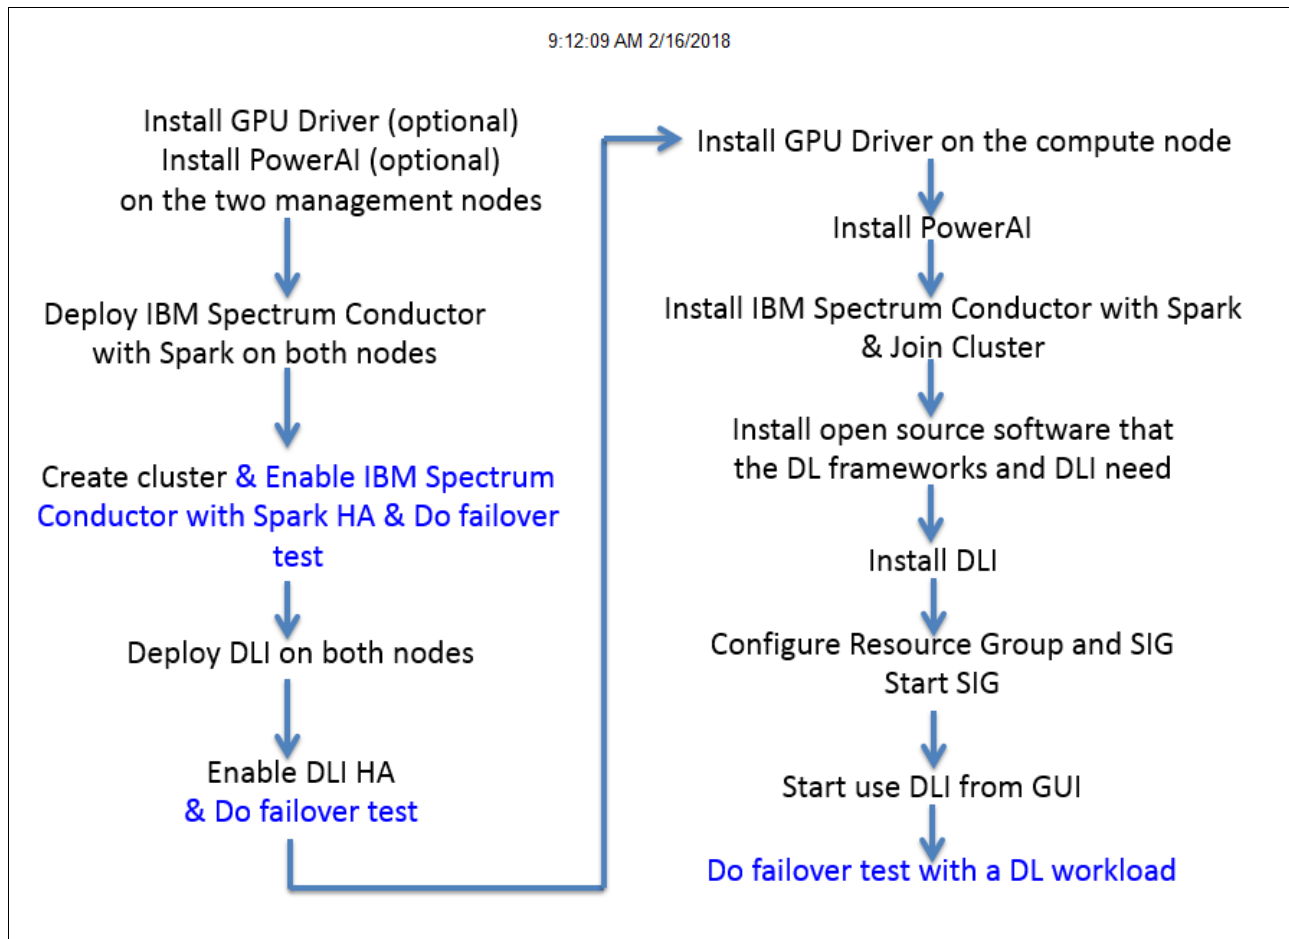 9:12:09 AM 2/16/2018
Install GPU Driver (optional)
Install PowerAI (optional)
on the two management nodes
Deploy IBM Spectrum Conductor
with Spark on both nodes
Create cluster & Enable IBM Spectrum
Conductor with Spark HA & Do failover
test
Deploy DLI on both nodes
Enable DLI HA
& Do failover test
Install GPU Driver on the compute node
Install PowerAI
Install IBM Spectrum Conductor with Spark
& Join Cluster
Install open source software that
the DL frameworks and DLI need
Install DLI
Configure Resource Group and SIG
Start SIG
Start use DLI from GUI
Do failover test with a DL workload